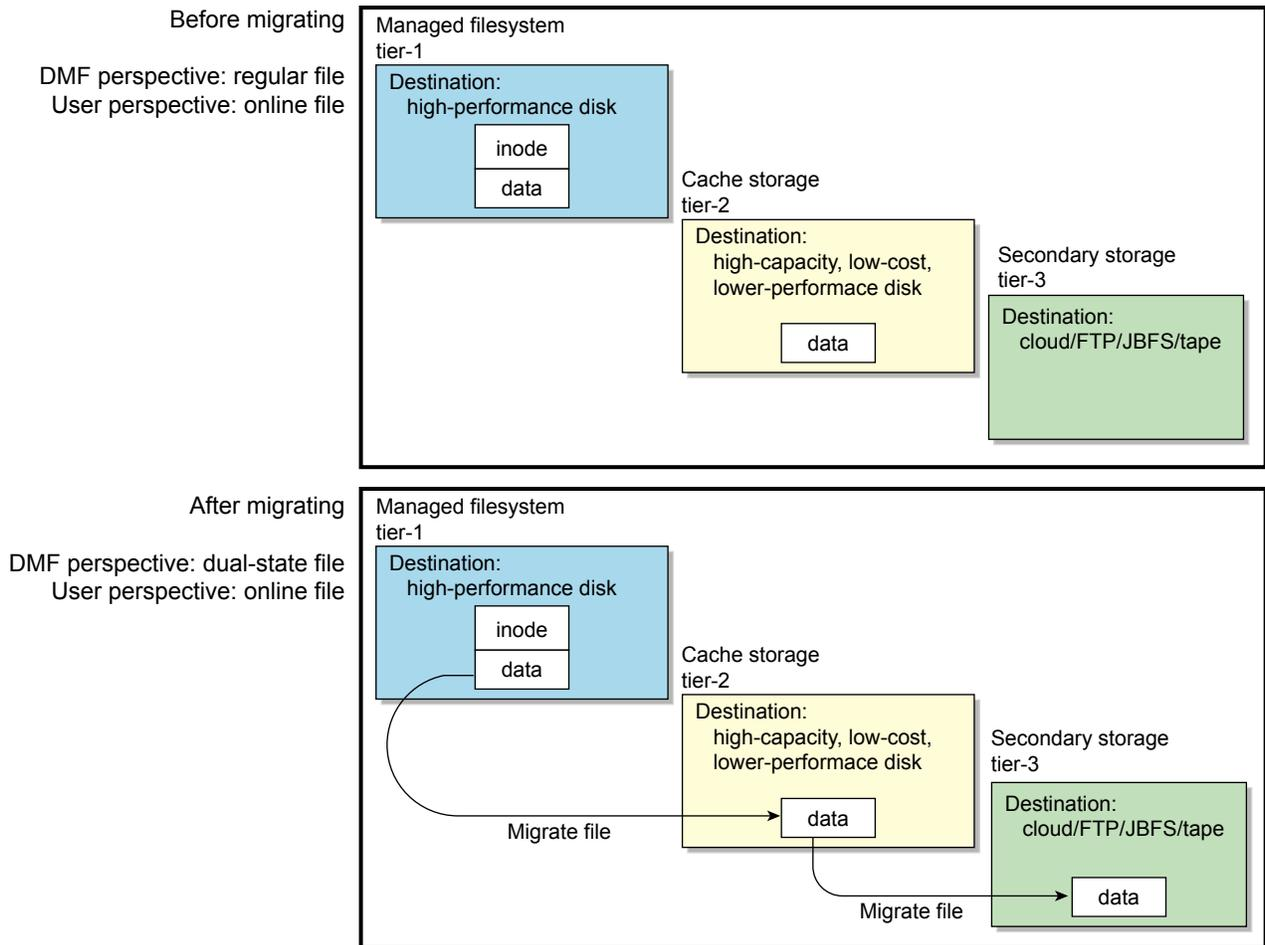 Before migrating
DMF perspective: regular file
User perspective: online file
Managed filesystem
tier-1
Destination:
high-performance disk
inode
data
Cache storage
tier-2
Destination:
high-capacity, low-cost,
lower-performace disk
data
Secondary storage
tier-3
Destination:
cloud/FTP/JBFS/tape
After migrating
DMF perspective: dual-state file
User perspective: online file
Managed filesystem
tier-1
Destination:
high-performance disk
inode
data
Cache storage
tier-2
Destination:
high-capacity, low-cost,
lower-performace disk
data
Migrate file
Secondary storage
tier-3
Destination:
cloud/FTP/JBFS/tape
data
Migrate file